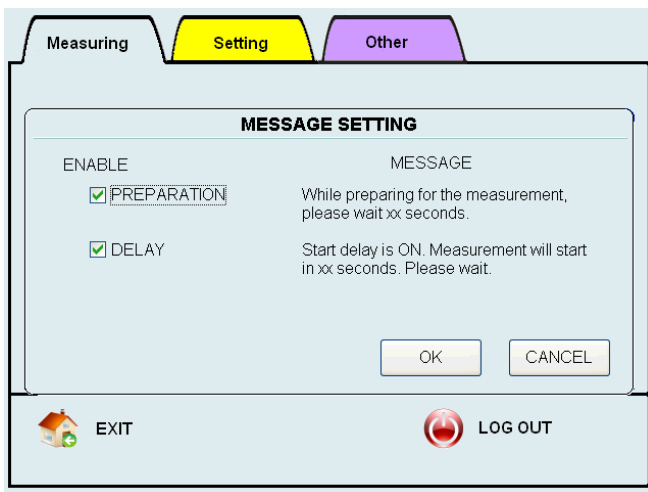 Measuring Setting Other
MESSAGE SETTING
ENABLE MESSAGE
PREPARATION While preparing for the measurement,
please wait xx seconds.
DELAY Start delay is ON. Measurement will start
in xx seconds. Please wait.
OK CANCEL
EXIT LOG OUT